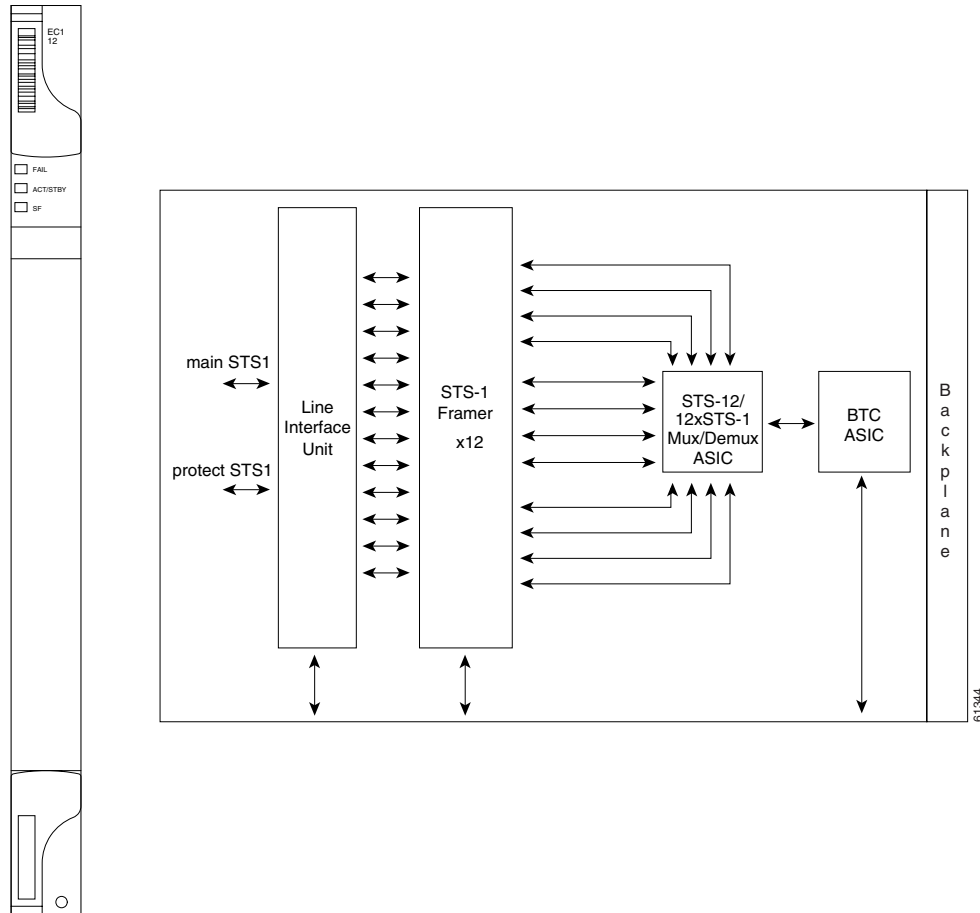 EC1
12
FAIL
ACT/STBY
SF
main STS1
protect STS1
Line
Interface
Unit
STS-1
Framer
x12
STS-12/
12xSTS-1
Mux/Demux
ASIC
BTC
ASIC
B
a
c
k
p
l
a
n
e
61344